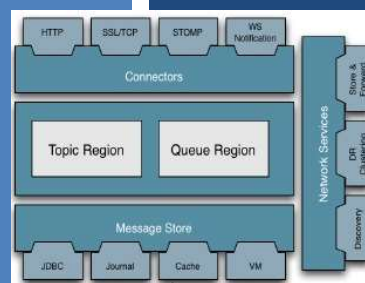 HTTP
SSL/TCP
STOMP
WS
Notification
Connectors
Topic Region
Queue Region
Message Store
JDBC
Journal
Cache
VM
Network Services
Store &
Forward
DR
Clustering
Discovery